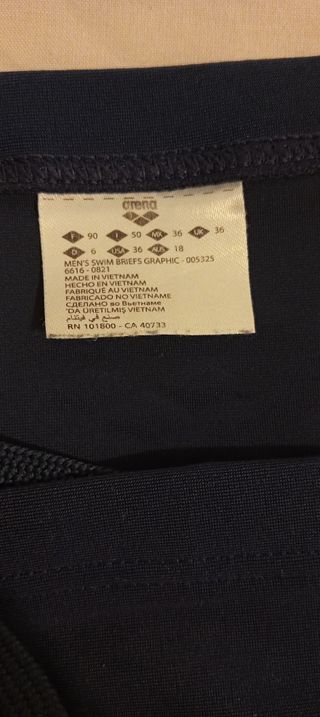 arena
F 90 I 50 MX 36 UK 36
D 6 USA 36 AUS 18
MEN'S SWIM BRIEFS GRAPHIC - 005325
6616 - 0821
MADE IN VIETNAM
HECHO EN VIETNAM
FABRIQUÉ AU VIETNAM
FABRICADO NO VIETNAME
СДЕЛАНО во Вьетнаме
'DA ÜRETILMIŞ VIETNAM
صنع في فيتنام
RN 101800 - CA 40733